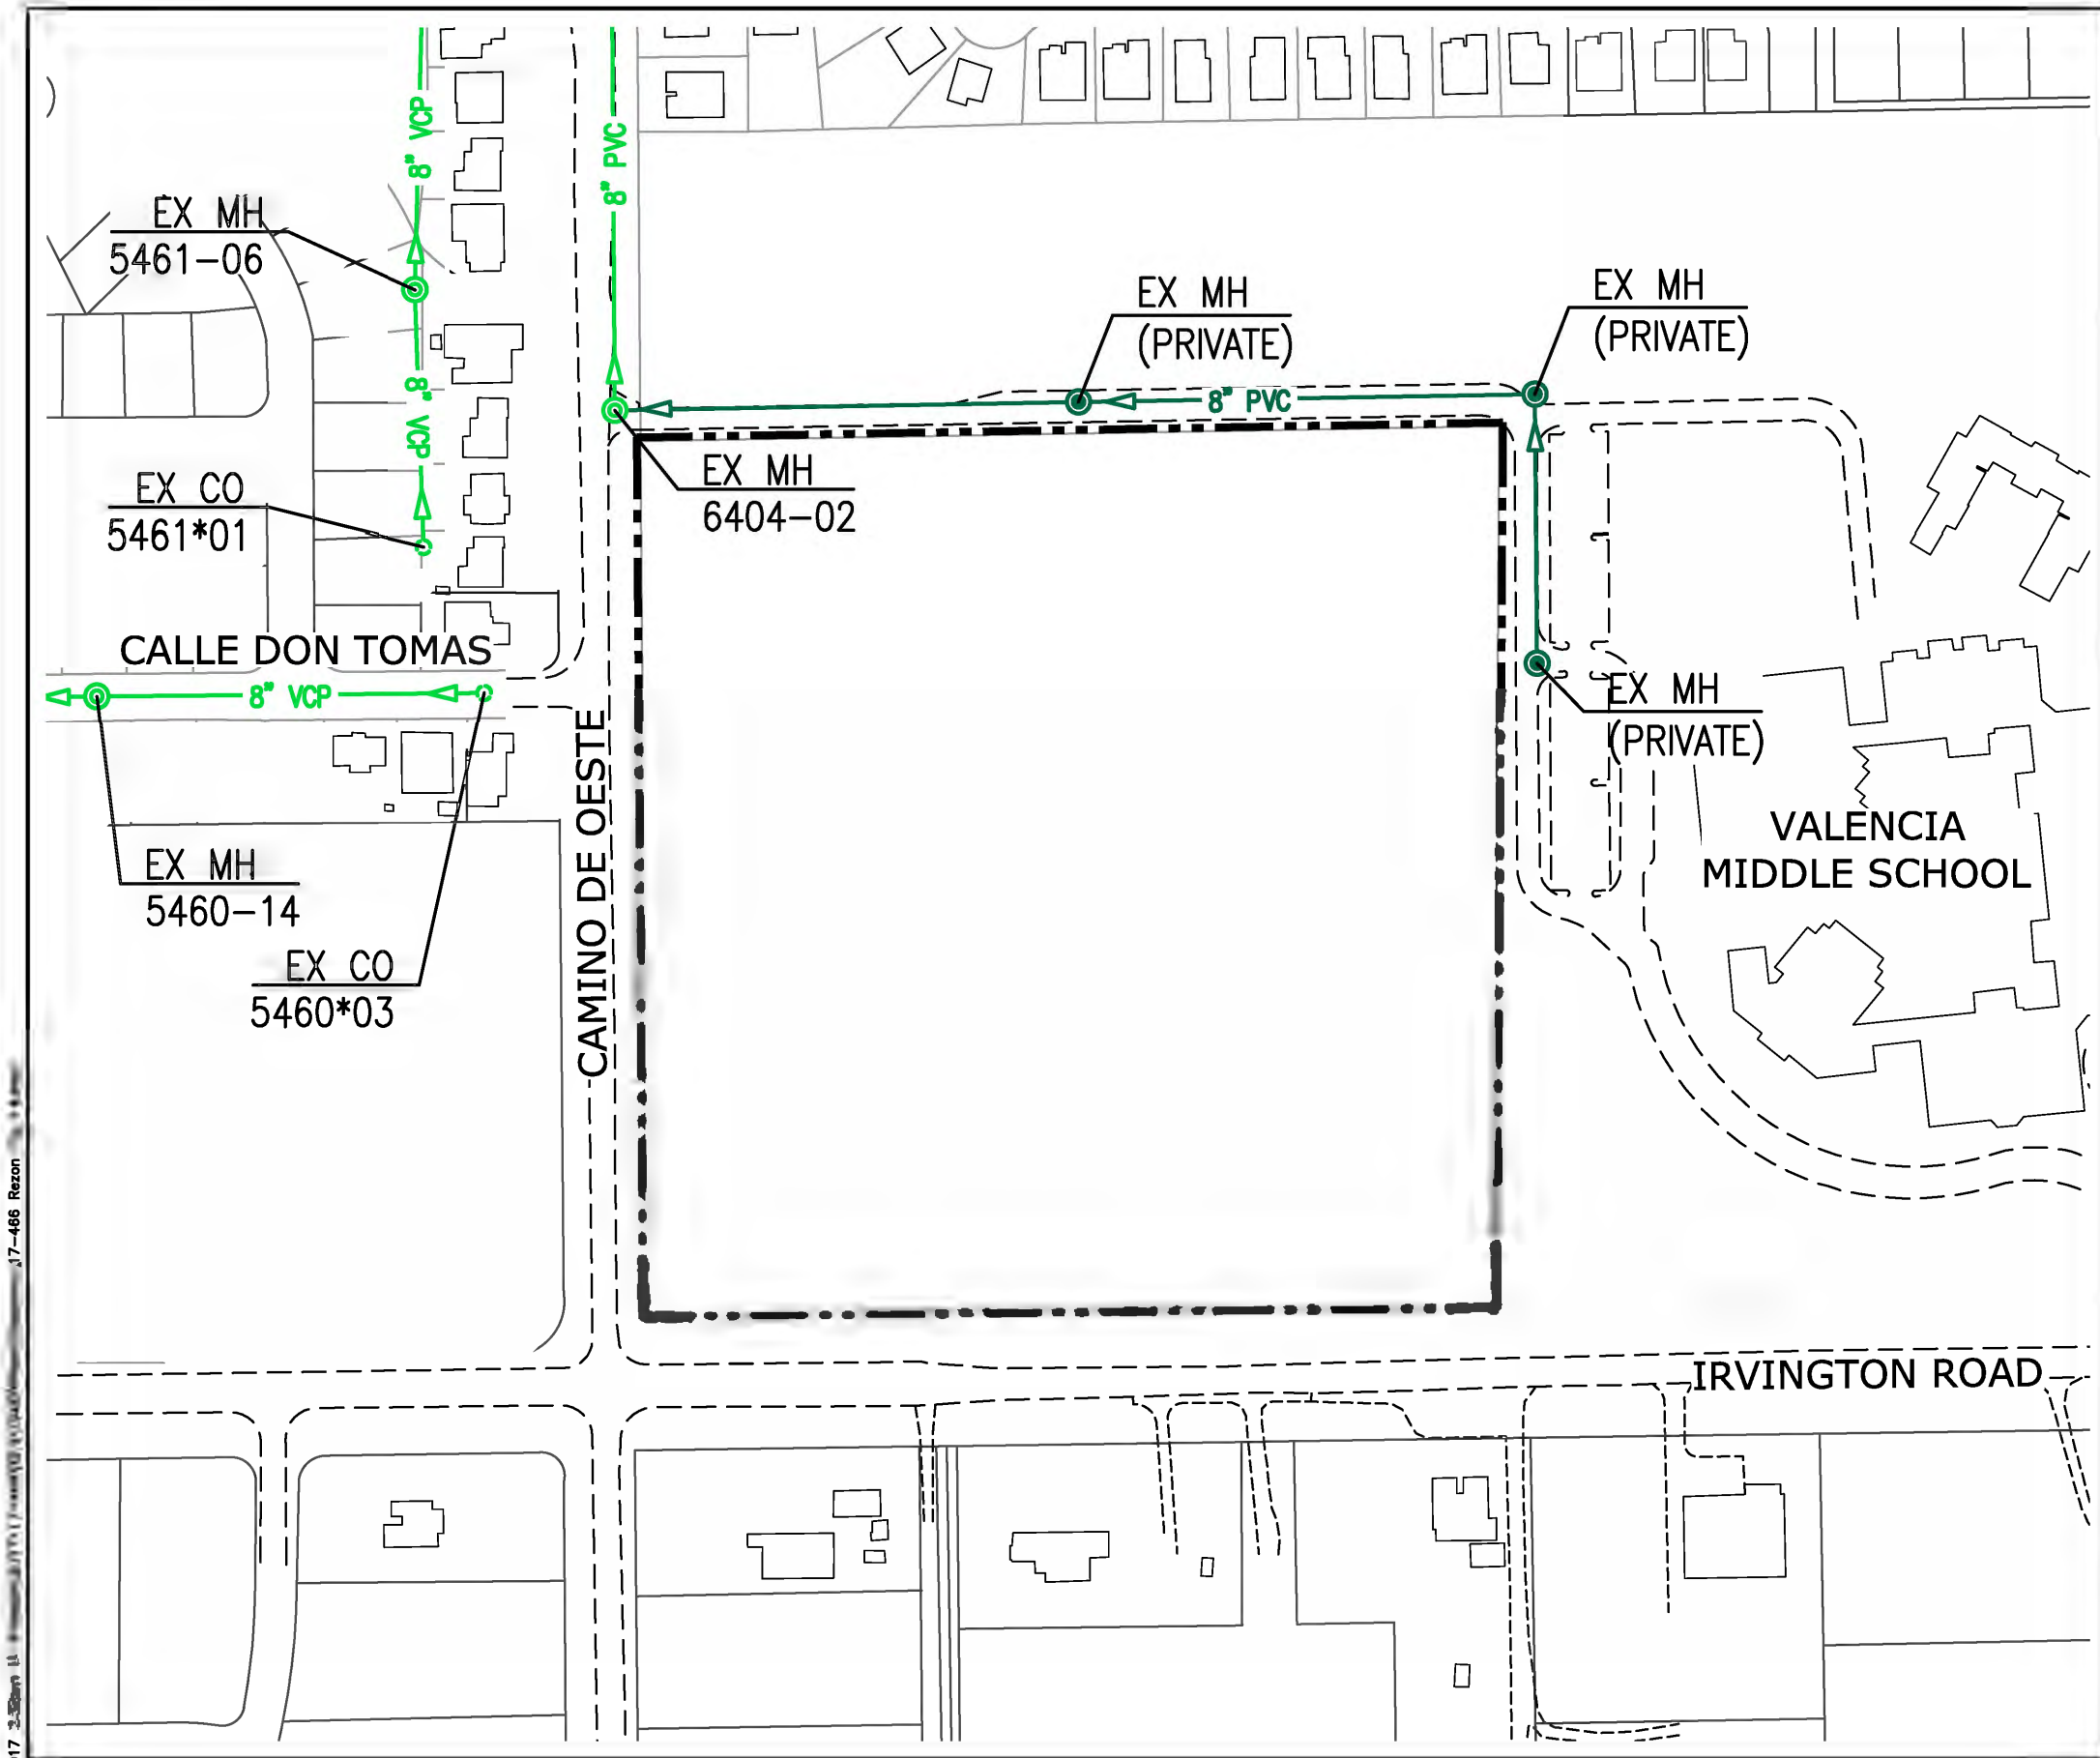 8" VCP
8" PVC
EX MH
5461-06
EX MH
(PRIVATE)
EX MH
(PRIVATE)
8" VCP
8" PVC
EX MH
6404-02
EX CO
5461*01
CALLE DON TOMAS
8" VCP
EX MH
(PRIVATE)
CAMINO DE OESTE
VALENCIA
MIDDLE SCHOOL
EX MH
5460-14
EX CO
5460*03
IRVINGTON ROAD
17-466 Rezon